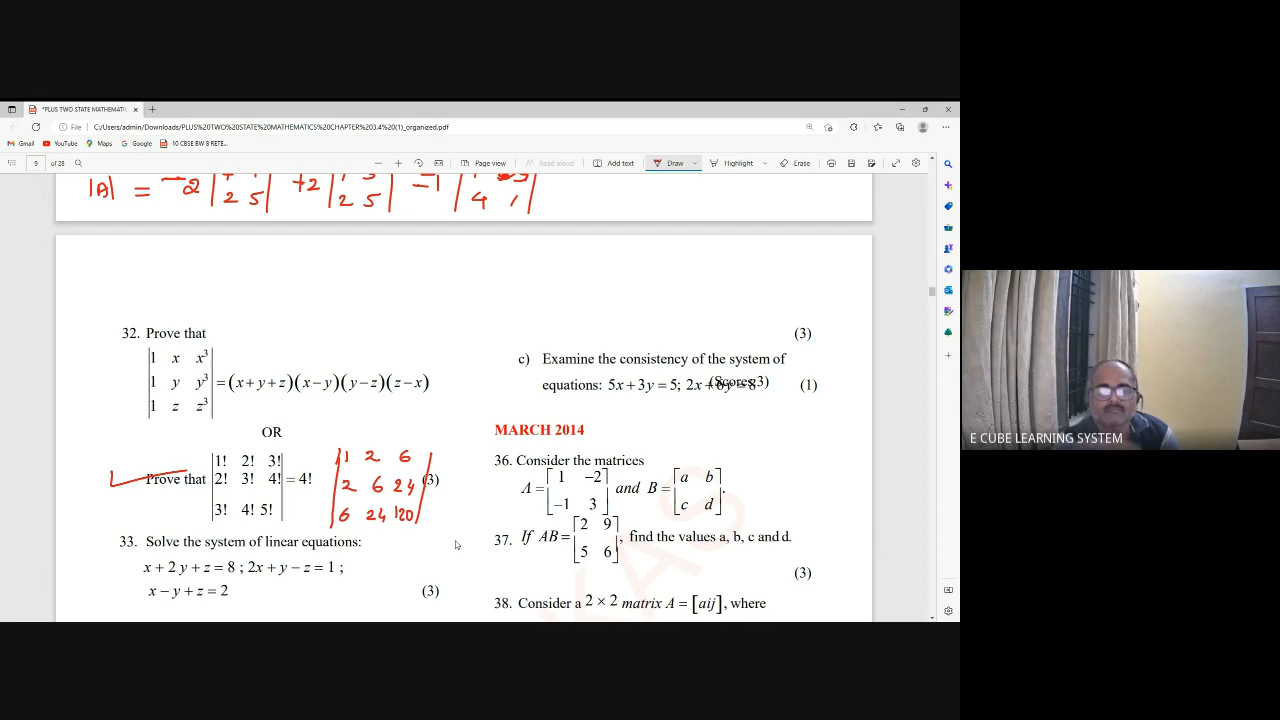 *PLUS TWO STATE MATHEMATI
File C:/Users/admin/Downloads/PLUS%20TWO%20STATE%20MATHEMATICS%20CHAPTER%203.4%20(1)_organized.pdf
Gmail YouTube Maps Google 10 CBSE BW 8 RETE...
9 of 28 Page view Read aloud Add text Draw Highlight Erase
|A| = -2 +2 -1
2 5 2 5 4 1
32. Prove that
|1 x x³|
|1 y y³| = (x+y+z)(x−y)(y−z)(z−x)
|1 z z³|
OR
|1! 2! 3!|
Prove that |2! 3! 4!| = 4! (3)
|3! 4! 5!|
|1 2 6|
|2 6 24|
|6 24 120|
33. Solve the system of linear equations:
x + 2y + z = 8 ; 2x + y − z = 1 ;
x − y + z = 2 (3)
(3)
c) Examine the consistency of the system of
equations: 5x + 3y = 5; 2x + 6y = 8 (Scores:3) (1)
MARCH 2014
36. Consider the matrices
A = [1 −2] and B = [a b].
[−1 3] [c d]
37. If AB = [2 9], find the values a, b, c and d.
[5 6]
(3)
38. Consider a 2 × 2 matrix A = [aij], where
KAS
E CUBE LEARNING SYSTEM